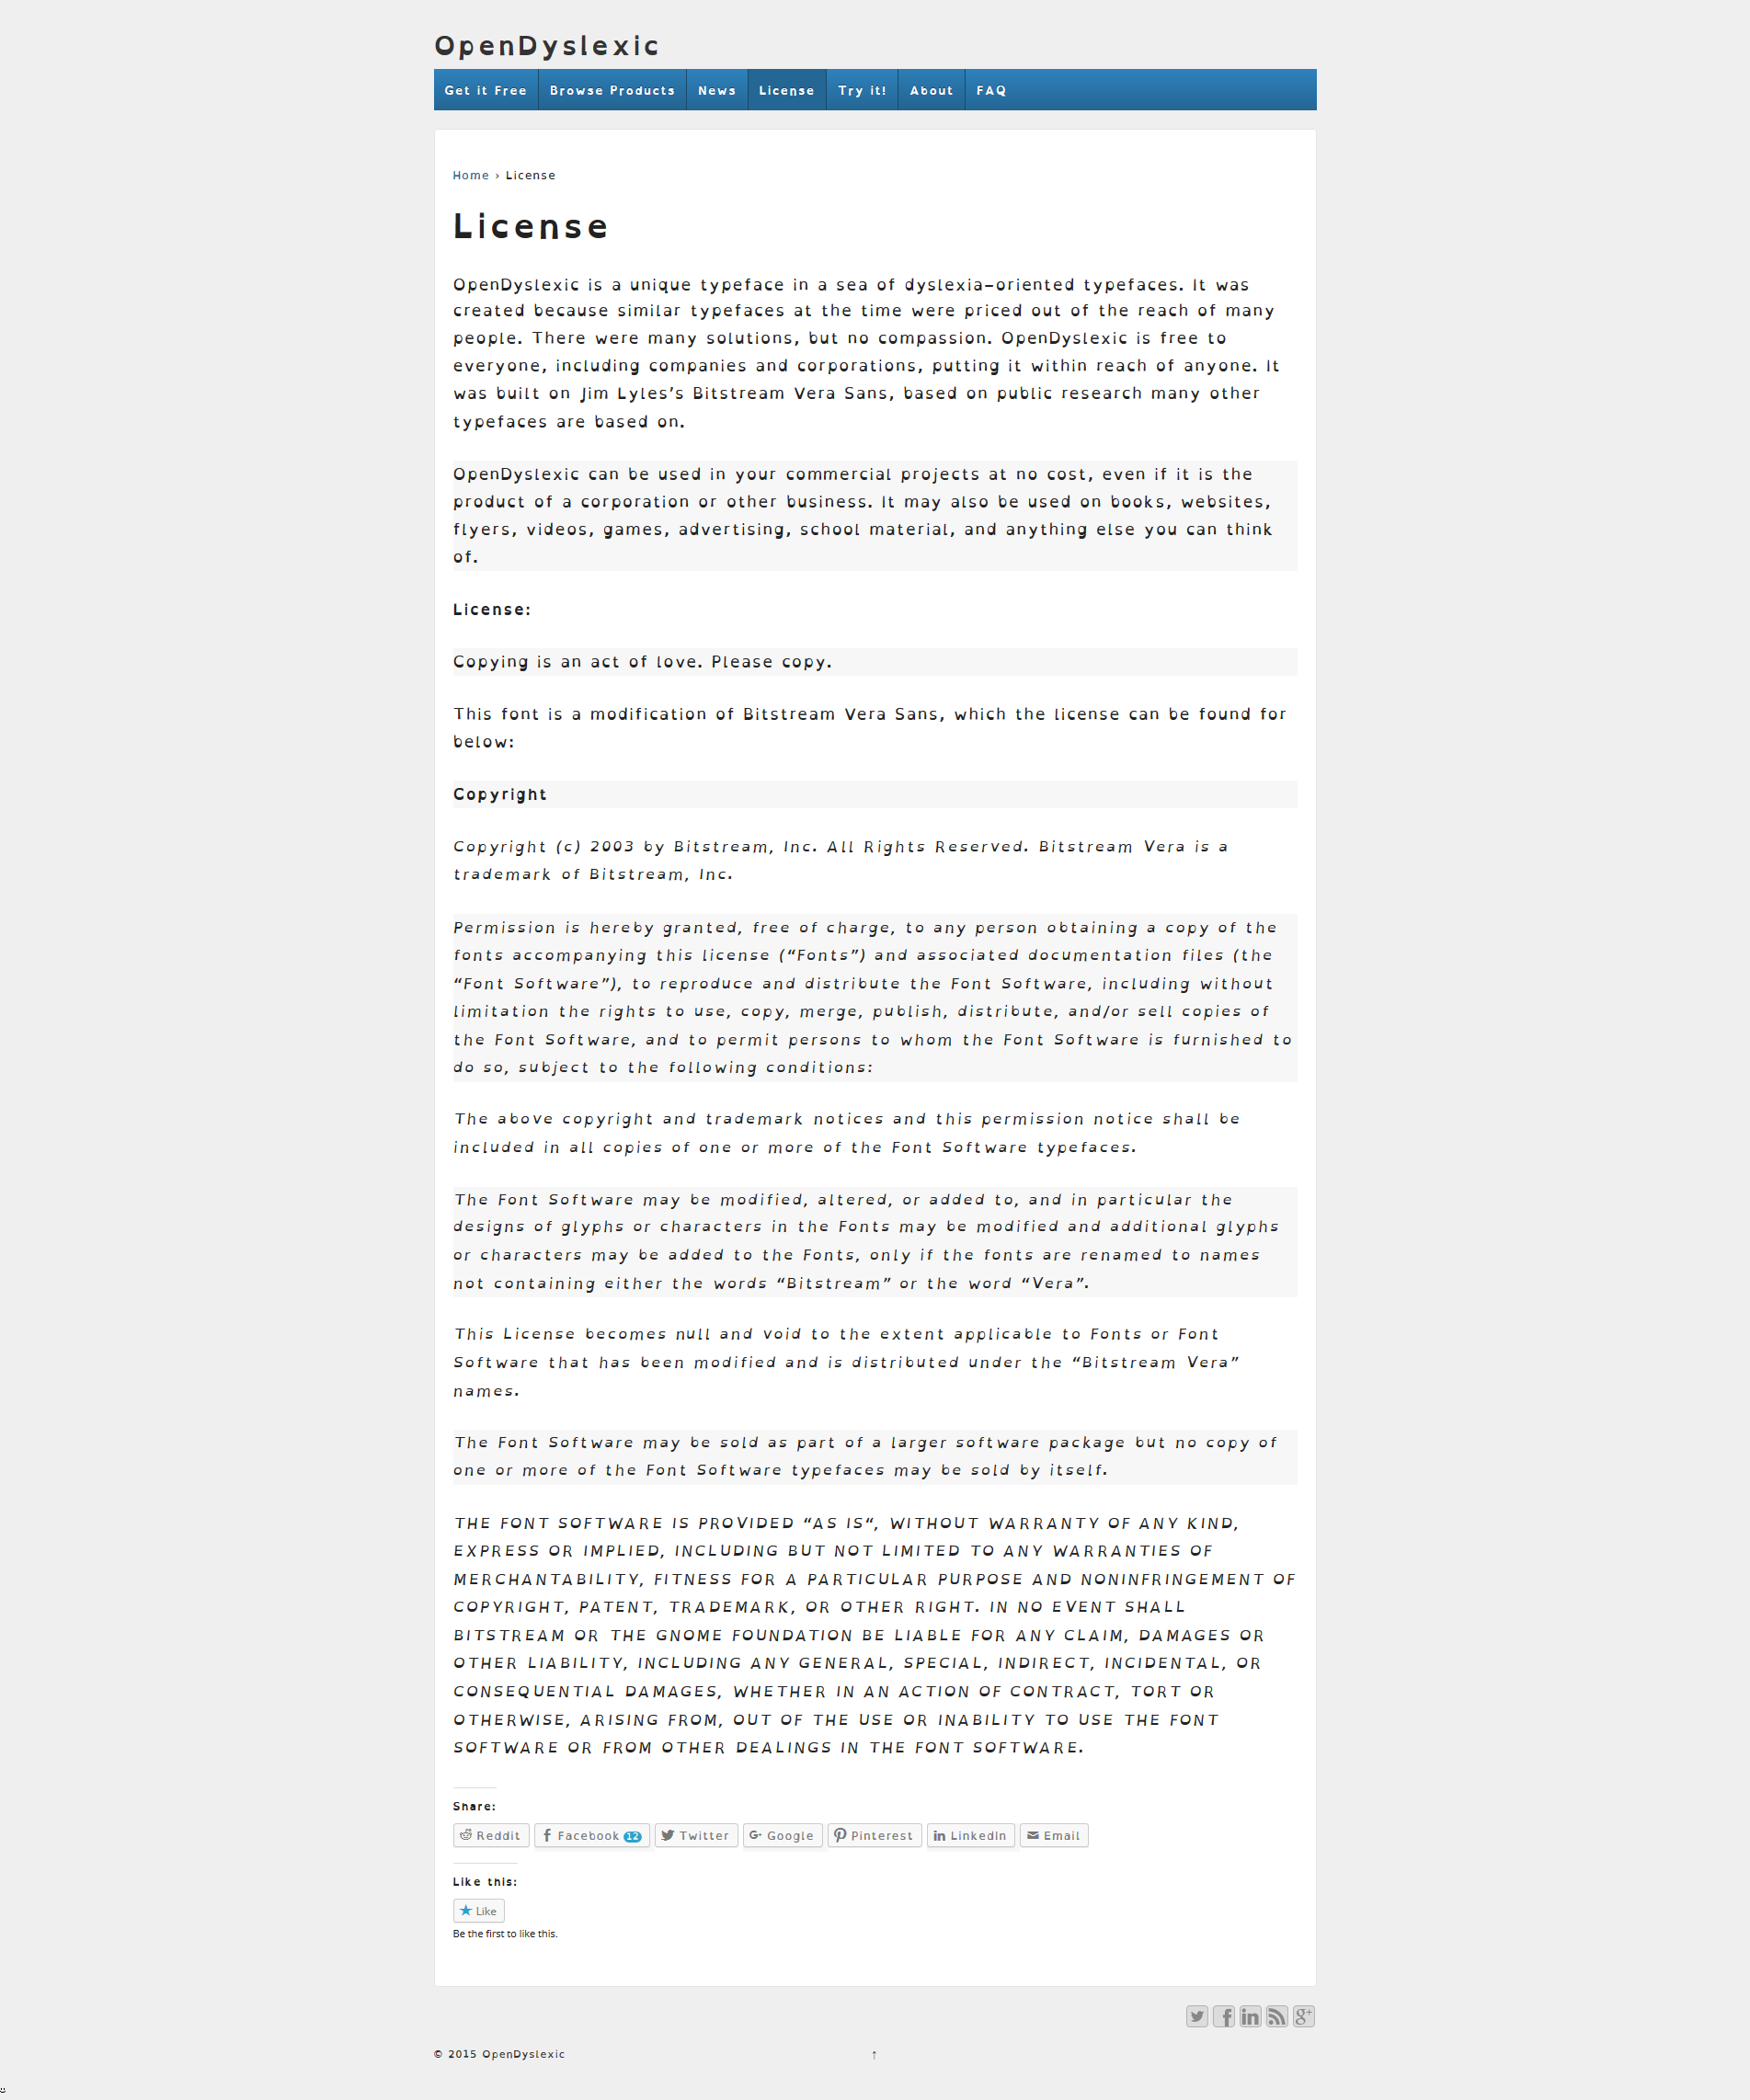 OpenDyslexic
Get it Free Browse Products News License Try it! About FAQ
Home › License
License
OpenDyslexic is a unique typeface in a sea of dyslexia-oriented typefaces. It was
created because similar typefaces at the time were priced out of the reach of many
people. There were many solutions, but no compassion. OpenDyslexic is free to
everyone, including companies and corporations, putting it within reach of anyone. It
was built on Jim Lyles’s Bitstream Vera Sans, based on public research many other
typefaces are based on.
OpenDyslexic can be used in your commercial projects at no cost, even if it is the
product of a corporation or other business. It may also be used on books, websites,
flyers, videos, games, advertising, school material, and anything else you can think
of.
License:
Copying is an act of love. Please copy.
This font is a modification of Bitstream Vera Sans, which the license can be found for
below:
Copyright
Copyright (c) 2003 by Bitstream, Inc. All Rights Reserved. Bitstream Vera is a
trademark of Bitstream, Inc.
Permission is hereby granted, free of charge, to any person obtaining a copy of the
fonts accompanying this license (“Fonts”) and associated documentation files (the
“Font Software”), to reproduce and distribute the Font Software, including without
limitation the rights to use, copy, merge, publish, distribute, and/or sell copies of
the Font Software, and to permit persons to whom the Font Software is furnished to
do so, subject to the following conditions:
The above copyright and trademark notices and this permission notice shall be
included in all copies of one or more of the Font Software typefaces.
The Font Software may be modified, altered, or added to, and in particular the
designs of glyphs or characters in the Fonts may be modified and additional glyphs
or characters may be added to the Fonts, only if the fonts are renamed to names
not containing either the words “Bitstream” or the word “Vera”.
This License becomes null and void to the extent applicable to Fonts or Font
Software that has been modified and is distributed under the “Bitstream Vera”
names.
The Font Software may be sold as part of a larger software package but no copy of
one or more of the Font Software typefaces may be sold by itself.
THE FONT SOFTWARE IS PROVIDED “AS IS“, WITHOUT WARRANTY OF ANY KIND,
EXPRESS OR IMPLIED, INCLUDING BUT NOT LIMITED TO ANY WARRANTIES OF
MERCHANTABILITY, FITNESS FOR A PARTICULAR PURPOSE AND NONINFRINGEMENT OF
COPYRIGHT, PATENT, TRADEMARK, OR OTHER RIGHT. IN NO EVENT SHALL
BITSTREAM OR THE GNOME FOUNDATION BE LIABLE FOR ANY CLAIM, DAMAGES OR
OTHER LIABILITY, INCLUDING ANY GENERAL, SPECIAL, INDIRECT, INCIDENTAL, OR
CONSEQUENTIAL DAMAGES, WHETHER IN AN ACTION OF CONTRACT, TORT OR
OTHERWISE, ARISING FROM, OUT OF THE USE OR INABILITY TO USE THE FONT
SOFTWARE OR FROM OTHER DEALINGS IN THE FONT SOFTWARE.
Share:
Reddit Facebook 12 Twitter Google Pinterest LinkedIn Email
Like this:
Like
Be the first to like this.
© 2015 OpenDyslexic ↑